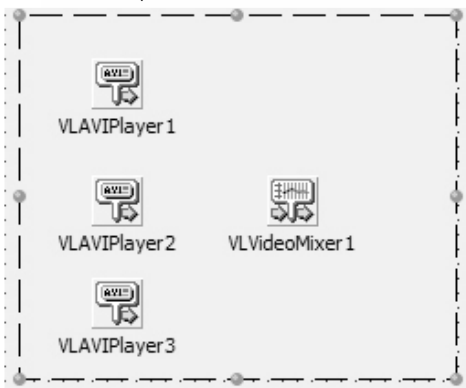 AVI
VLAVIPlayer1
AVI
VLAVIPlayer2
VLVideoMixer1
AVI
VLAVIPlayer3